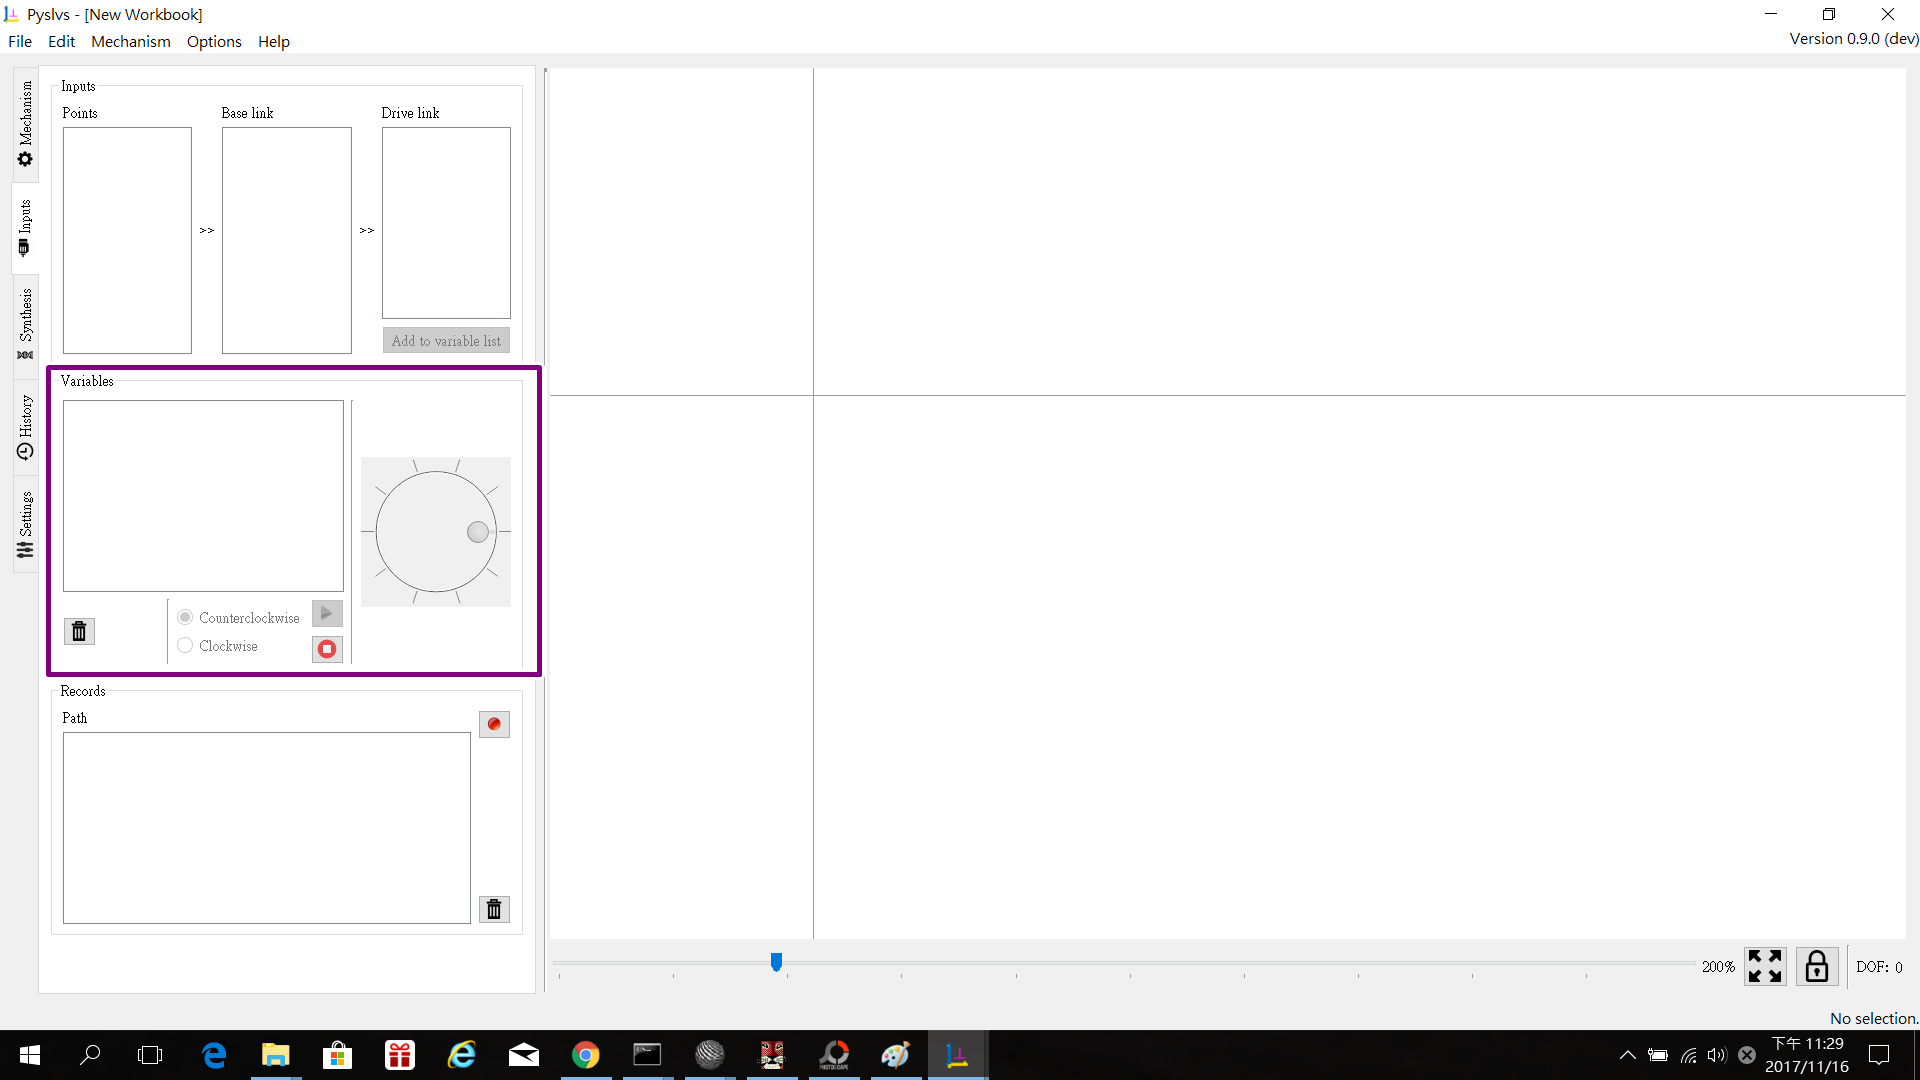 Pyslvs - [New Workbook]
File Edit Mechanism Options Help
Version 0.9.0 (dev)
Mechanism
Inputs
Synthesis
History
Settings
Inputs
Points
Base link
Drive link
>>
>>
Add to variable list
Variables
Counterclockwise
Clockwise
Records
Path
200%
DOF: 0
No selection.
下午 11:29
2017/11/16